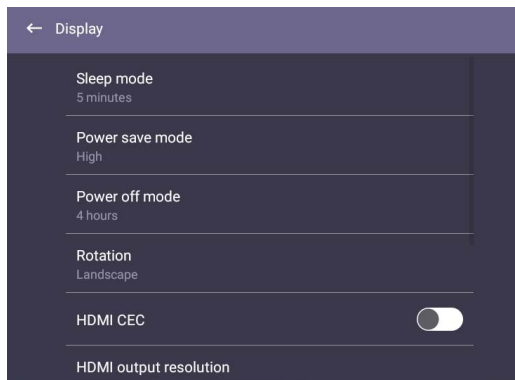 Display
Sleep mode
5 minutes
Power save mode
High
Power off mode
4 hours
Rotation
Landscape
HDMI CEC
HDMI output resolution